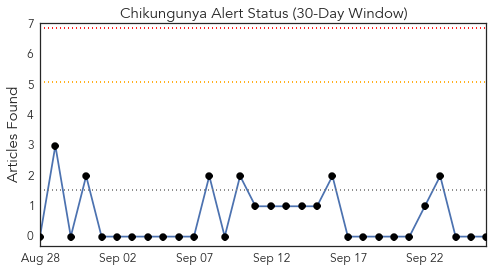 Chikungunya Alert Status (30-Day Window)
Articles Found
7
6
5
4
3
2
1
0
Aug 28
Sep 02
Sep 07
Sep 12
Sep 17
Sep 22